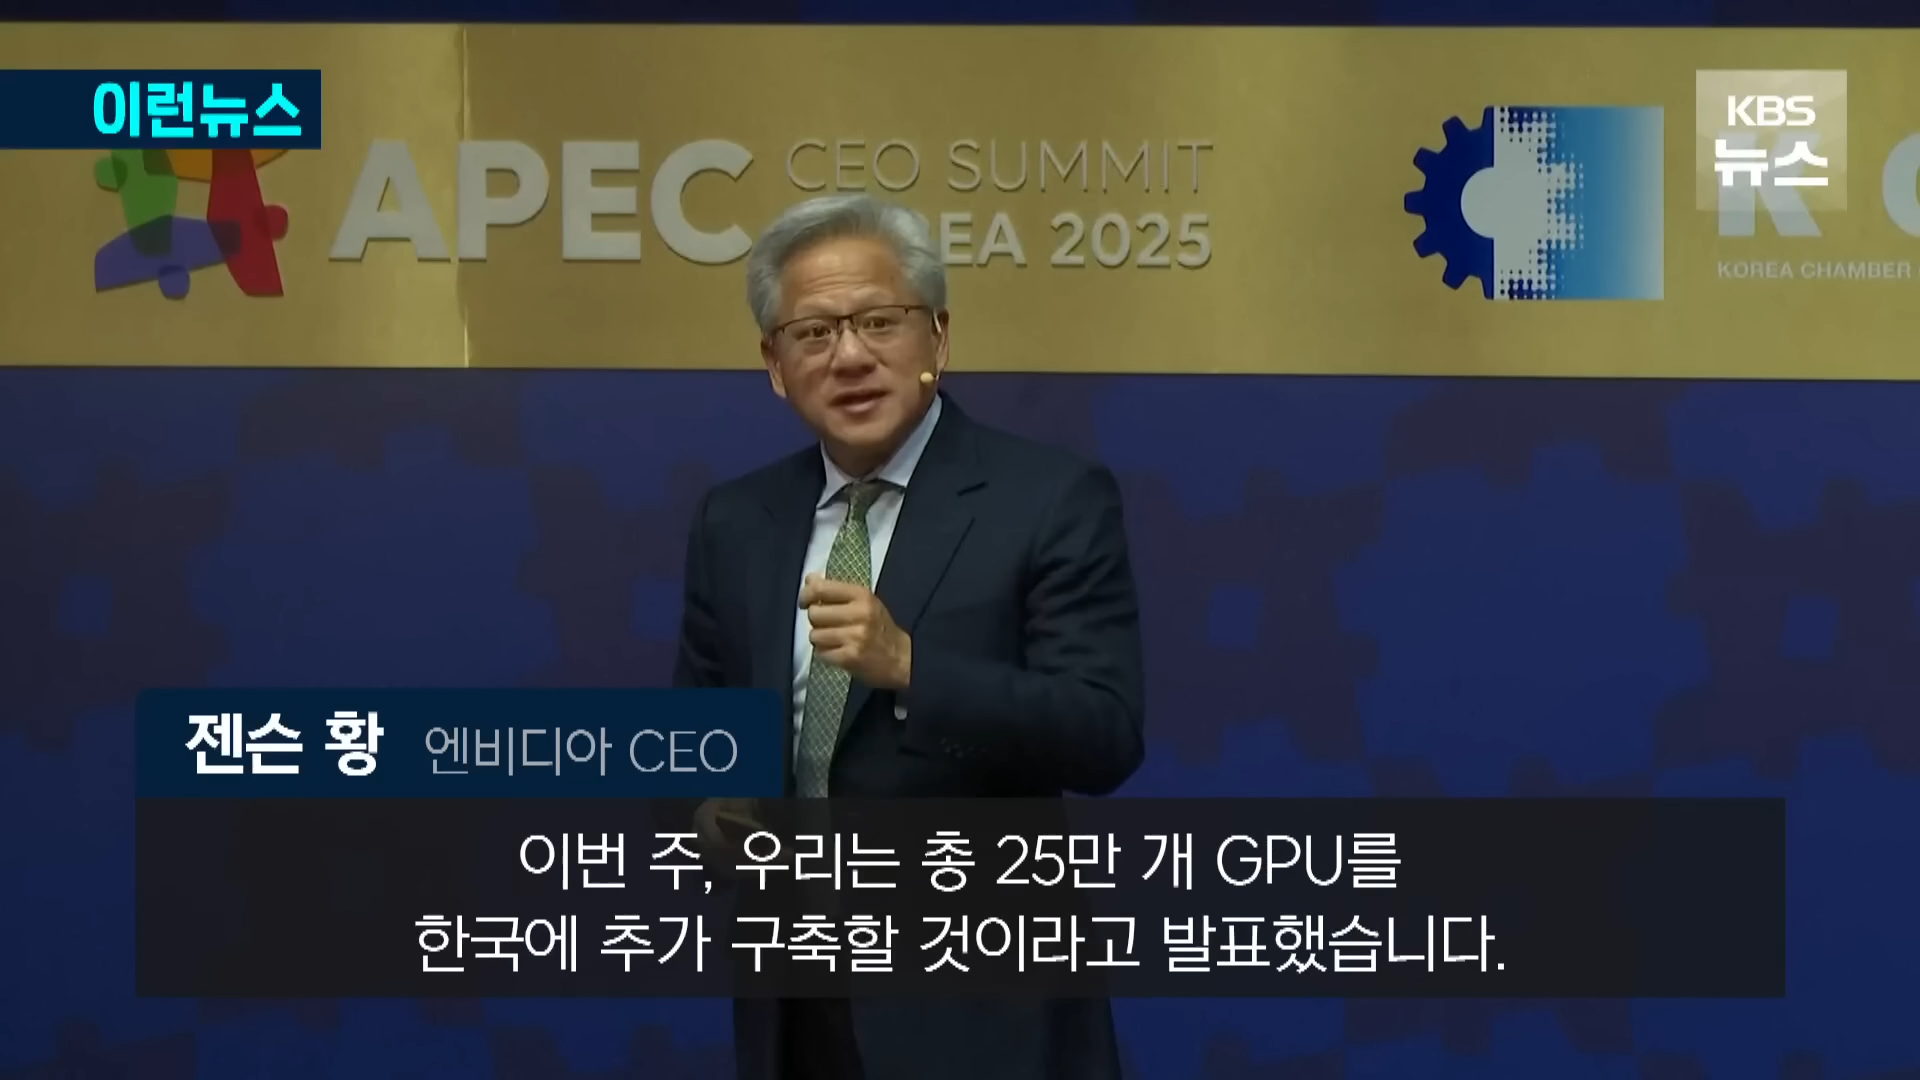 이런뉴스
KBS
뉴스
APEC CEO SUMMIT
2025
KOREA CHAMBER
젠슨 황 엔비디아 CEO
이번 주, 우리는 총 25만 개 GPU를
한국에 추가 구축할 것이라고 발표했습니다.